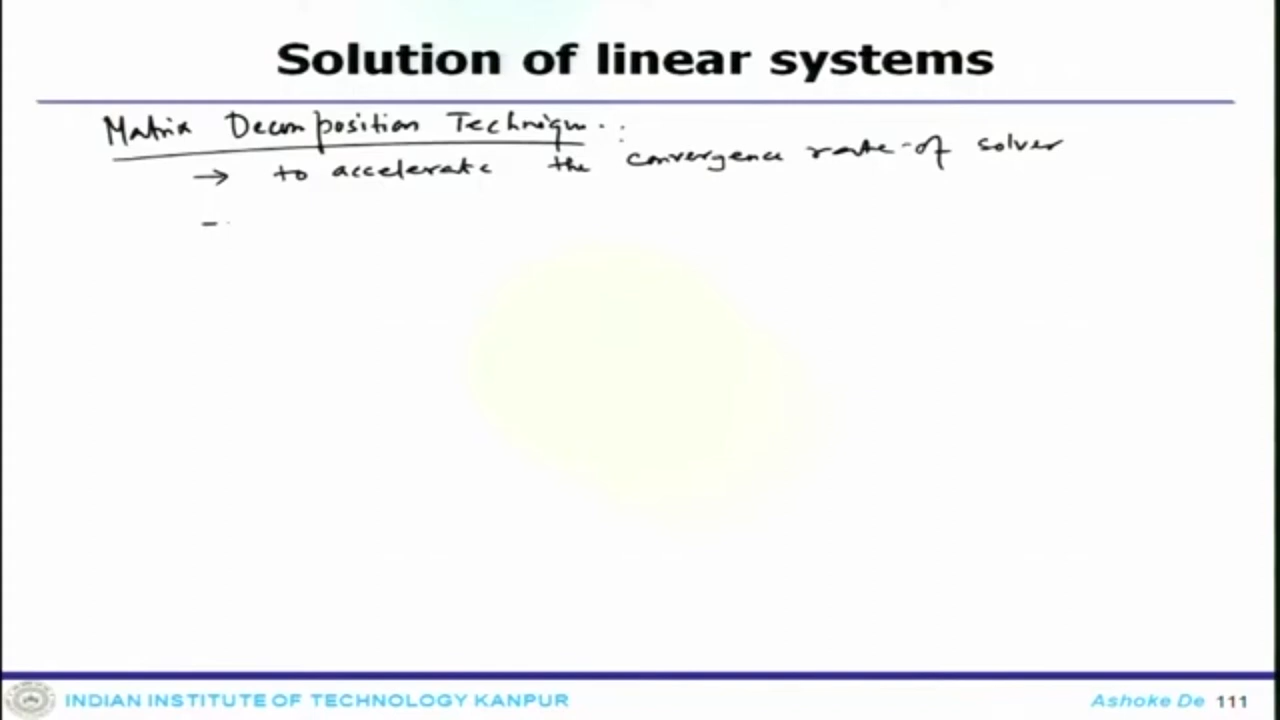 Solution of linear systems
Matrix Decomposition Techniqu..:
→ to accelerate the convergence rate of solver
-
INDIAN INSTITUTE OF TECHNOLOGY KANPUR
Ashoke De 111